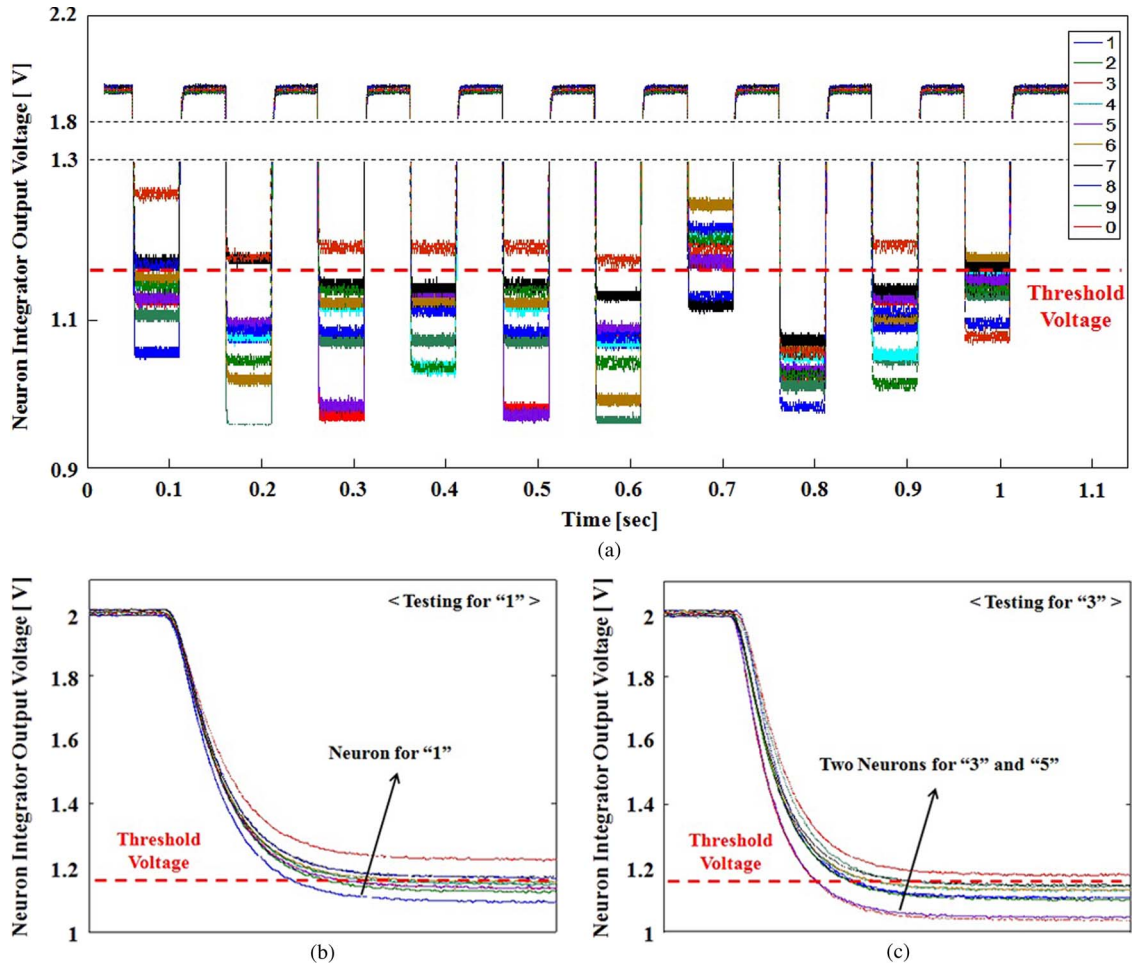 (a)
2.2
1.8
1.3
1.1
0.9
Neuron Integrator Output Voltage [ V]
1
2
3
4
5
6
7
8
9
0
Threshold
Voltage
0 0.1 0.2 0.3 0.4 0.5 0.6 0.7 0.8 0.9 1 1.1
Time [sec]
(a)
Neuron Integrator Output Voltage [ V]
2
1.8
1.6
1.4
1.2
1
< Testing for “1” >
Neuron for “1”
Threshold
Voltage
(b)
Neuron Integrator Output Voltage [ V]
2
1.8
1.6
1.4
1.2
1
< Testing for “3” >
Two Neurons for “3” and “5”
Threshold
Voltage
(c)